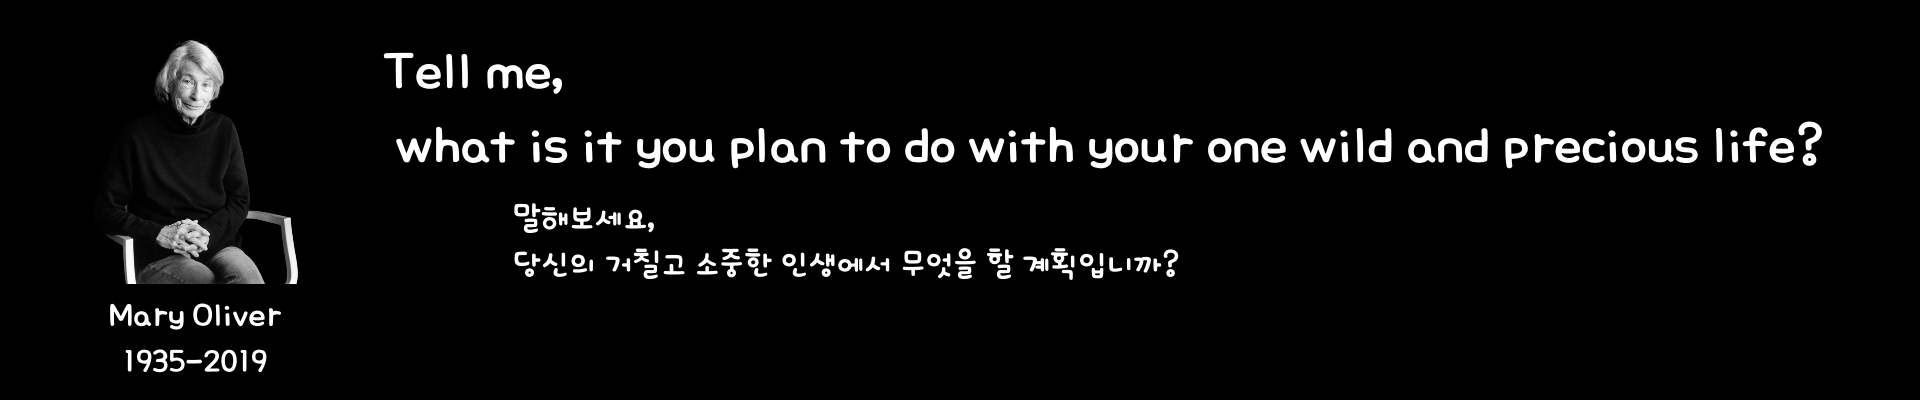 Tell me,
what is it you plan to do with your one wild and precious life?
말해보세요,
당신의 거칠고 소중한 인생에서 무엇을 할 계획입니까?
Mary Oliver
1935-2019